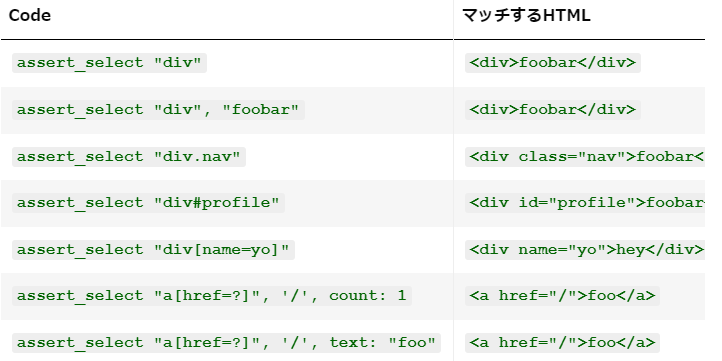 Code マッチするHTML
assert_select "div" <div>foobar</div>
assert_select "div", "foobar" <div>foobar</div>
assert_select "div.nav" <div class="nav">foobar<
assert_select "div#profile" <div id="profile">foobar
assert_select "div[name=yo]" <div name="yo">hey</div>
assert_select "a[href=?]", '/', count: 1 <a href="/">foo</a>
assert_select "a[href=?]", '/', text: "foo" <a href="/">foo</a>